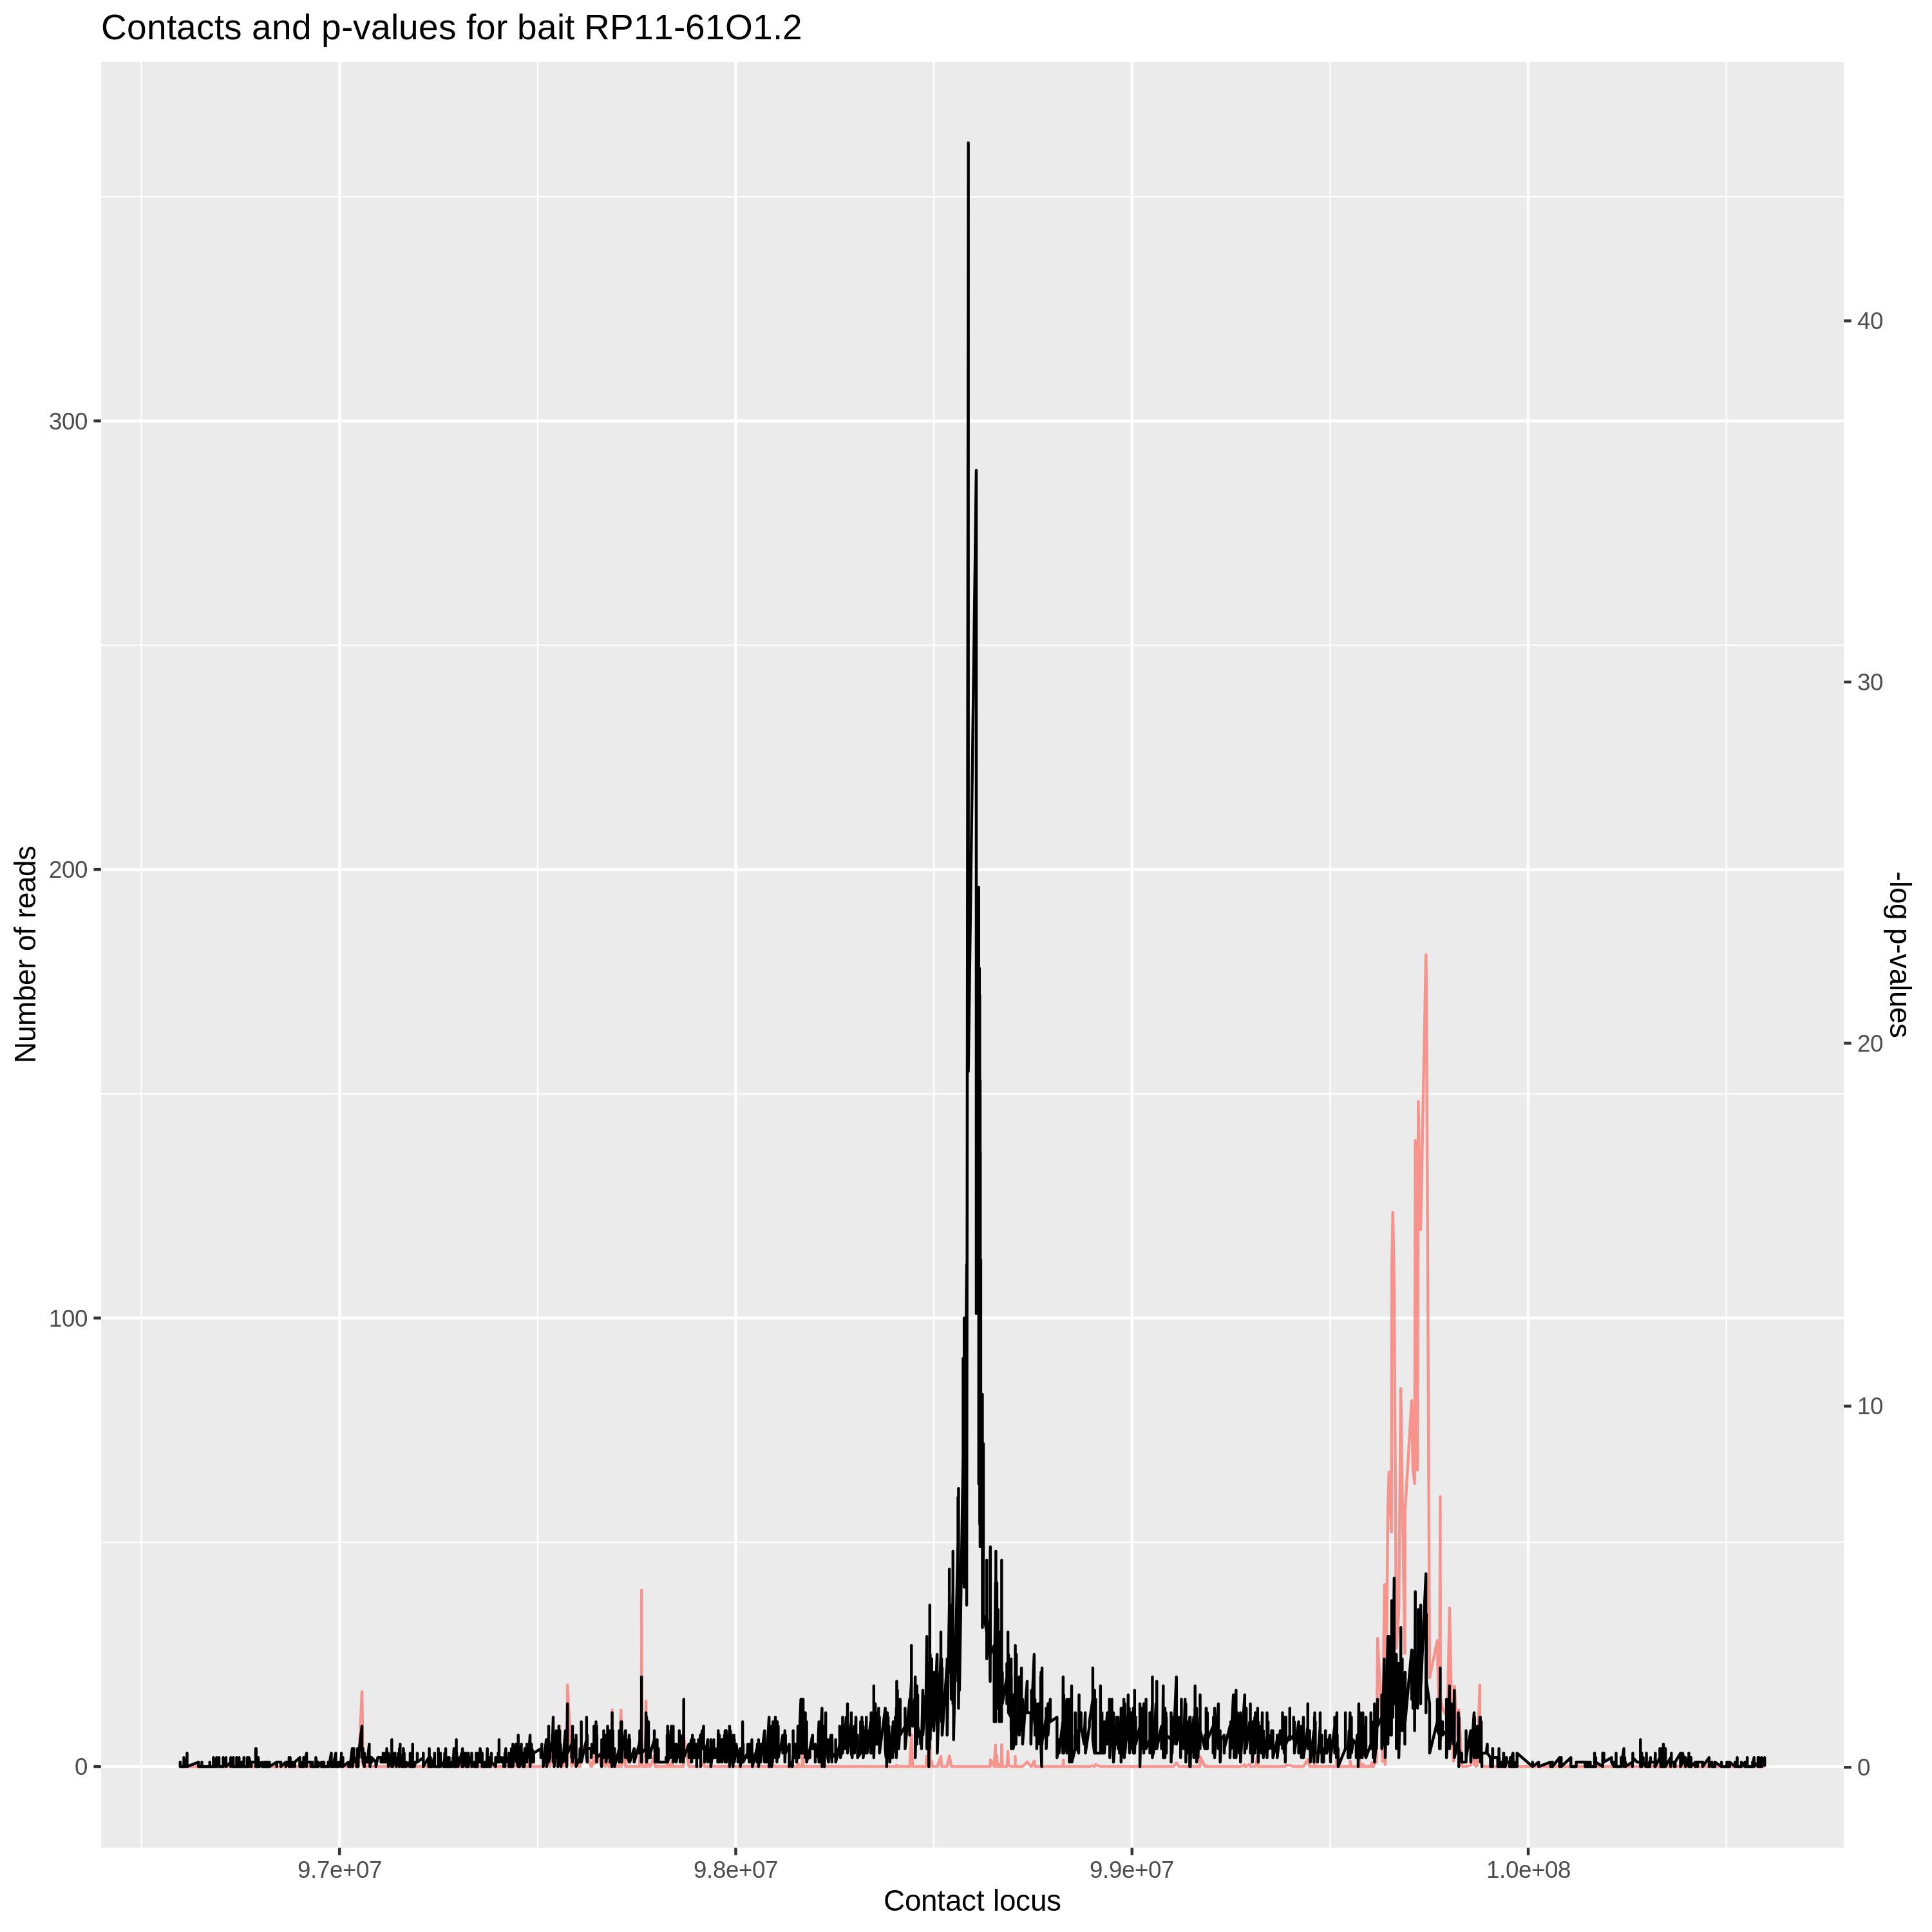 Contacts and p-values for bait RP11-61O1.2
Number of reads
300
200
100
0
40
30
20
10
0
-log p-values
9.7e+07
9.8e+07
9.9e+07
1.0e+08
Contact locus